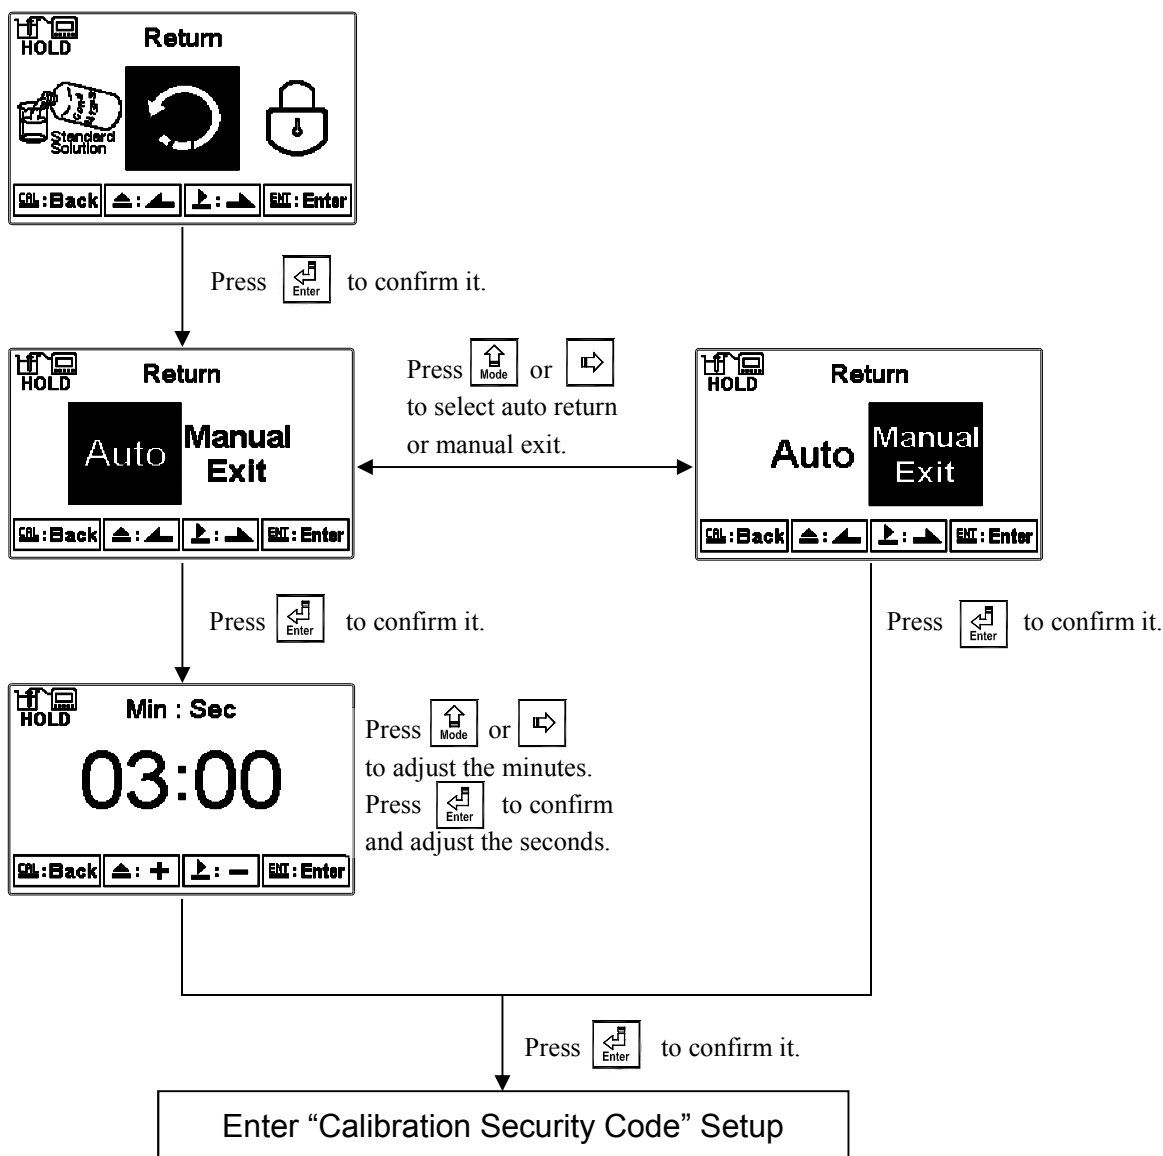 HOLD
Return
Standard
Solution
CAL:Back
:
:
ENT:Enter
Press Enter to confirm it.
HOLD
Return
Auto
Manual
Exit
CAL:Back
:
:
ENT:Enter
Press Mode or
to select auto return
or manual exit.
HOLD
Return
Auto
Manual
Exit
CAL:Back
:
:
ENT:Enter
Press Enter to confirm it.
Press Enter to confirm it.
HOLD
Min : Sec
03:00
CAL:Back
: +
: −
ENT:Enter
Press Mode or
to adjust the minutes.
Press Enter to confirm
and adjust the seconds.
Press Enter to confirm it.
Enter “Calibration Security Code” Setup